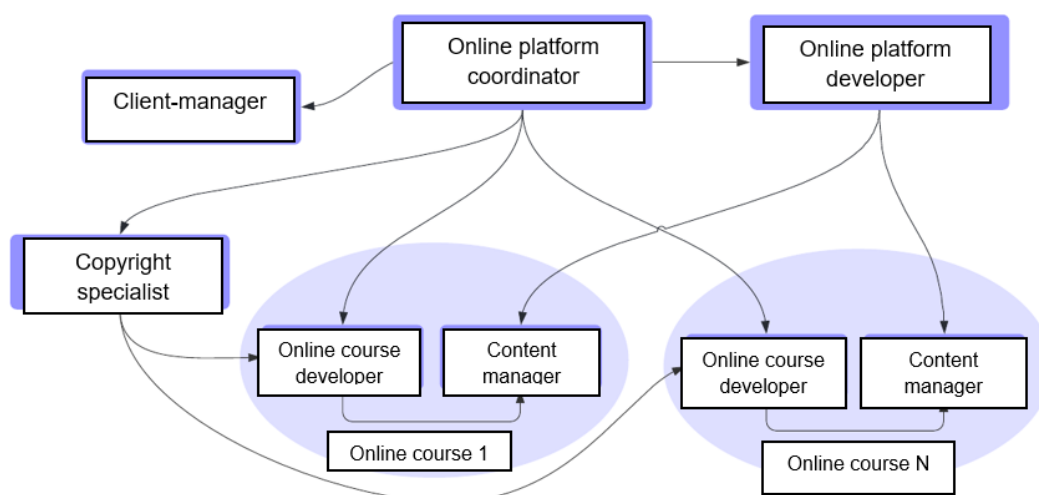 Online platform
coordinator
Online platform
developer
Client-manager
Copyright
specialist
Online course
developer
Content
manager
Online course
developer
Content
manager
Online course 1
Online course N